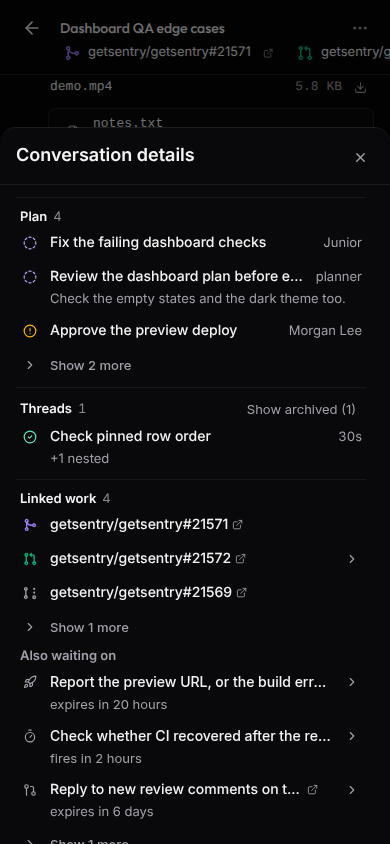 Dashboard QA edge cases
getsentry/getsentry#21571
getsentry/g
demo.mp4 5.8 KB
notes.txt
Conversation details
Plan 4
Fix the failing dashboard checks Junior
Review the dashboard plan before e... planner
Check the empty states and the dark theme too.
Approve the preview deploy Morgan Lee
Show 2 more
Threads 1 Show archived (1)
Check pinned row order 30s
+1 nested
Linked work 4
getsentry/getsentry#21571
getsentry/getsentry#21572
getsentry/getsentry#21569
Show 1 more
Also waiting on
Report the preview URL, or the build err...
expires in 20 hours
Check whether CI recovered after the re...
fires in 2 hours
Reply to new review comments on t...
expires in 6 days
Show 1 more